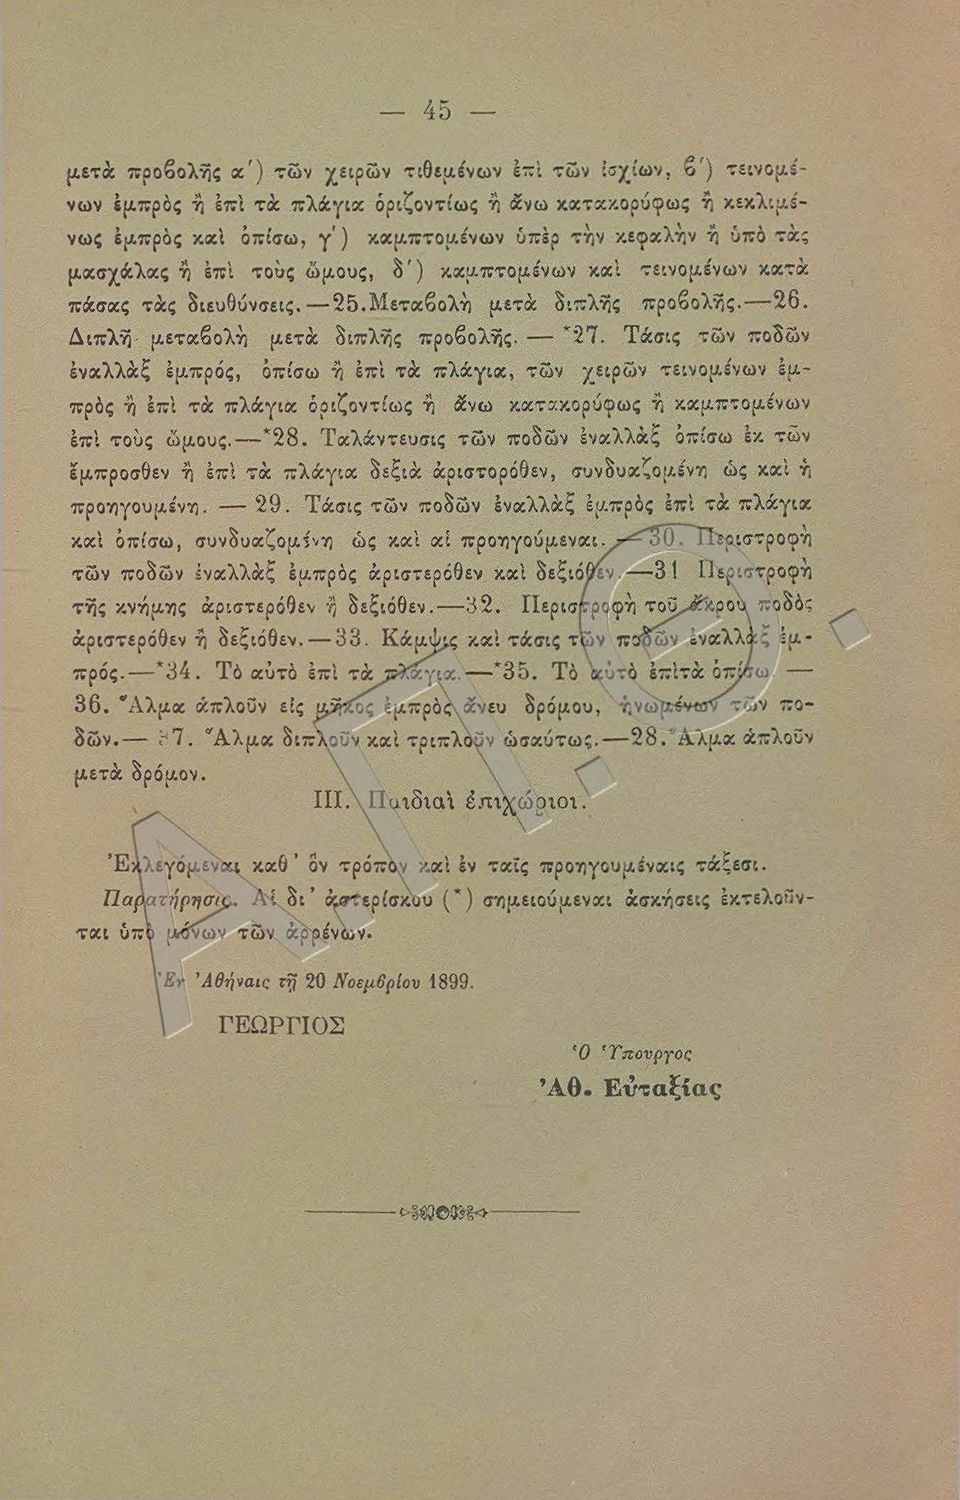 — 45 —
μετὰ προβολῆς α') τῶν χειρῶν τιθεμένων ἐπὶ τῶν ἰσχίων, β') τεινομέ-
νων ἐμπρὸς ἢ ἐπὶ τὰ πλάγια ὁριζοντίως ἢ ἄνω κατακορύφως ἢ κεκλιμέ-
νως ἐμπρὸς καὶ ὀπίσω, γ') καμπτομένων ὑπὲρ τὴν κεφαλὴν ἢ ὑπὸ τὰς
μασχάλας ἢ ἐπὶ τοὺς ὤμους, δ') καμπτομένων καὶ τεινομένων κατὰ
πάσας τὰς διευθύνσεις.—25.Μεταβολὴ μετὰ διπλῆς προβολῆς.—26.
Διπλῆ μεταβολὴ μετὰ διπλῆς προβολῆς.— *27. Τάσις τῶν ποδῶν
ἐναλλὰξ ἐμπρός, ὀπίσω ἢ ἐπὶ τὰ πλάγια, τῶν χειρῶν τεινομένων ἐμ-
πρὸς ἢ ἐπὶ τὰ πλάγια ὁριζοντίως ἢ ἄνω κατακορύφως ἢ καμπτομένων
ἐπὶ τοὺς ὤμους.—*28. Ταλάντευσις τῶν ποδῶν ἐναλλὰξ ὀπίσω ἐκ τῶν
ἔμπροσθεν ἢ ἐπὶ τὰ πλάγια δεξιὰ ἀριστορόθεν, συνδυαζομένη ὡς καὶ ἡ
προηγουμένη. — 29. Τάσις τῶν ποδῶν ἐναλλὰξ ἐμπρὸς ἐπὶ τὰ πλάγια
καὶ ὀπίσω, συνδυαζομένη ὡς καὶ αἱ προηγούμεναι. — 30. Περιστροφὴ
τῶν ποδῶν ἐναλλὰξ ἐμπρὸς ἀριστερόθεν καὶ δεξιόθεν.—31 Περιστροφὴ
τῆς κνήμης ἀριστερόθεν ἢ δεξιόθεν.—32. Περιστροφὴ τοῦ ἄκρου ποδὸς
ἀριστερόθεν ἢ δεξιόθεν.—33. Κάμψις καὶ τάσις τῶν ποδῶν ἐναλλὰξ ἐμ-
πρός.—*34. Τὸ αὐτὸ ἐπὶ τὰ πλάγια.—*35. Τὸ αὐτὸ ἐπὶτὰ ὀπίσω. —
36. Ἅλμα ἁπλοῦν εἰς μῆκος ἐμπρὸς ἄνευ δρόμου, ἡνωμένων τῶν πο-
δῶν.— 37. Ἅλμα διπλοῦν καὶ τριπλοῦν ὡσαύτως.—28. Ἅλμα ἁπλοῦν
μετὰ δρόμον.
III. Παιδιαὶ ἐπιχώριοι.
Ἐκλεγόμεναι καθ' ὃν τρόπον καὶ ἐν ταῖς προηγουμέναις τάξεσι.
Παρατήρησις. Αἱ δι' ἀστερίσκου (*) σημειούμεναι ἀσκήσεις ἐκτελοῦν-
ται ὑπὸ μόνων τῶν ἀρρένων.
Ἐν Ἀθήναις τῇ 20 Νοεμβρίου 1899.
ΓΕΩΡΓΙΟΣ
Ὁ Ὑπουργος
Ἀθ. Εὐταξίας
Α.Π.Θ.